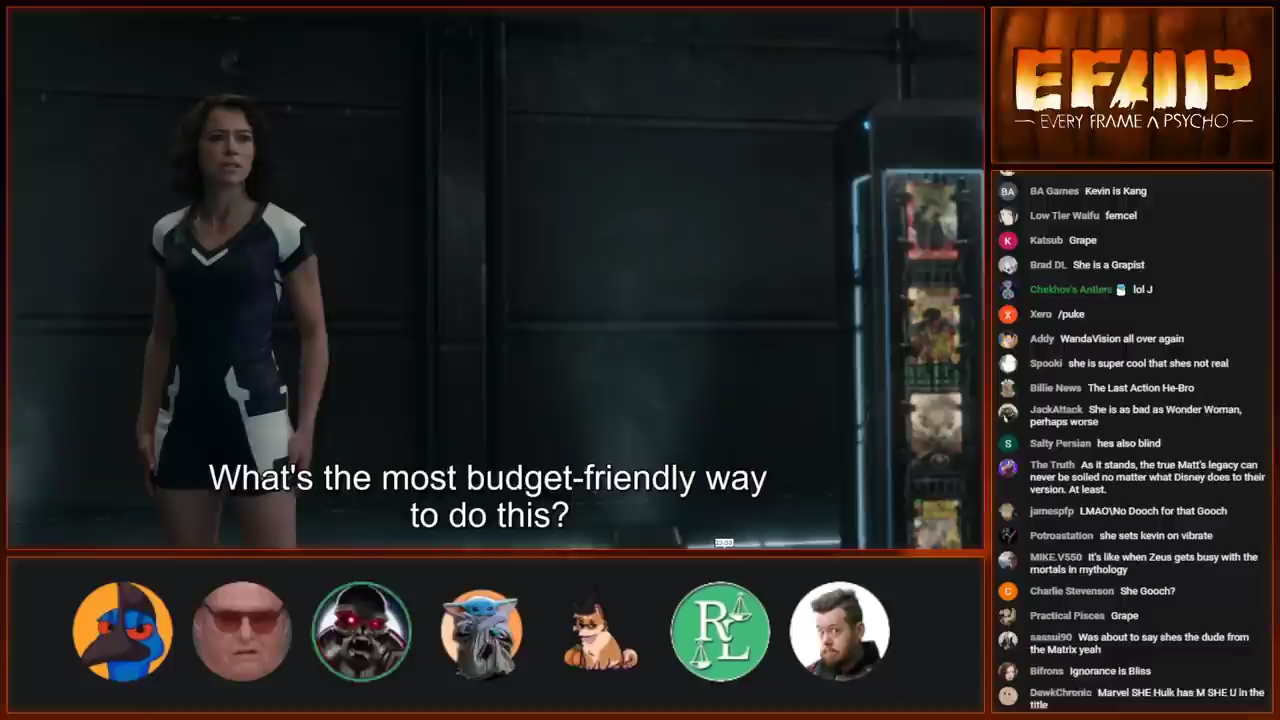 EFAP
EVERY FRAME A PSYCHO
BA Games Kevin is Kang
Low Tier Waifu femcel
K
Katsub Grape
Brad DL She is a Grapist
Chekhov's Antlers lol J
X
Xero /puke
Addy WandaVision all over again
Spooki she is super cool that shes not real
Billie News The Last Action He-Bro
JackAttack She is as bad as Wonder Woman,
perhaps worse
S
Salty Persian hes also blind
The Truth As it stands, the true Matt's legacy can
never be soiled no matter what Disney does to their
version. At least.
jamespfp LMAO\No Dooch for that Gooch
Potroastation she sets kevin on vibrate
MIKE.V550 It's like when Zeus gets busy with the
mortals in mythology
C
Charlie Stevenson She Gooch?
Practical Pisces Grape
sassui90 Was about to say shes the dude from
the Matrix yeah
Bifrons Ignorance is Bliss
DawkChronic Marvel SHE Hulk has M SHE U in the
title
BA
What's the most budget-friendly way
to do this?
RL